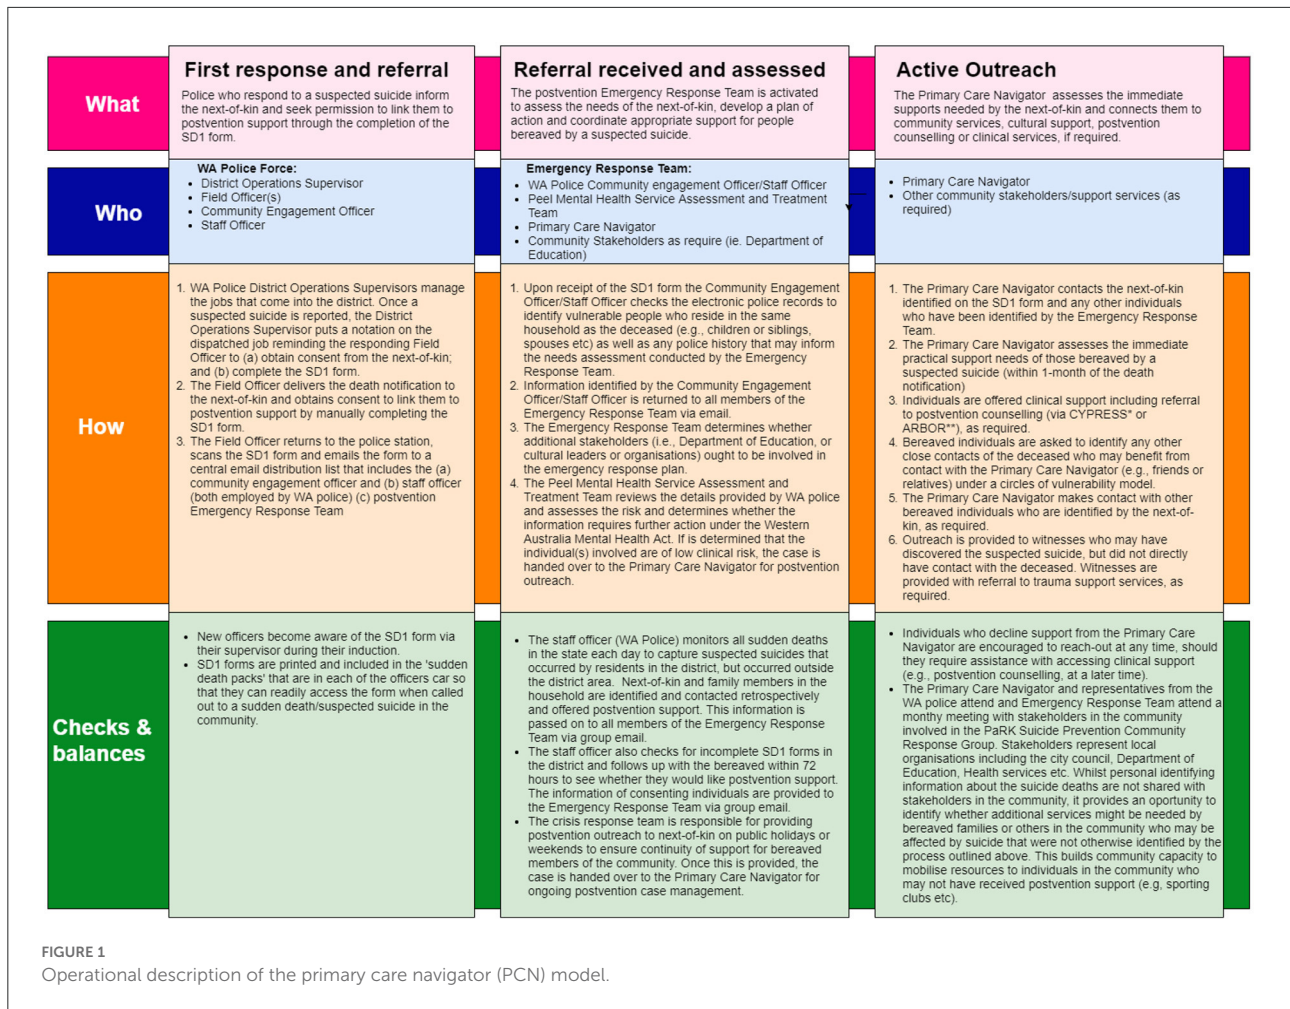 What
First response and referral
Police who respond to a suspected suicide inform
the next-of-kin and seek permission to link them to
postvention support through the completion of the
SD1 form.
Referral received and assessed
The postvention Emergency Response Team is activated
to assess the needs of the next-of-kin, develop a plan of
action and coordinate appropriate support for people
bereaved by a suspected suicide.
Active Outreach
The Primary Care Navigator assesses the immediate
supports needed by the next-of-kin and connects them to
community services, cultural support, postvention
counselling or clinical services, if required.
Who
WA Police Force:
• District Operations Supervisor
• Field Officer(s)
• Community Engagement Officer
• Staff Officer
Emergency Response Team:
• WA Police Community engagement Officer/Staff Officer
• Peel Mental Health Service Assessment and Treatment
Team
• Primary Care Navigator
• Community Stakeholders as require (ie. Department of
Education)
• Primary Care Navigator
• Other community stakeholders/support services (as
required)
How
1. WA Police District Operations Supervisors manage
the jobs that come into the district. Once a
suspected suicide is reported, the District
Operations Supervisor puts a notation on the
dispatched job reminding the responding Field
Officer to (a) obtain consent from the next-of-kin;
and (b) complete the SD1 form.
2. The Field Officer delivers the death notification to
the next-of-kin and obtains consent to link them to
postvention support by manually completing the
SD1 form.
3. The Field Officer returns to the police station,
scans the SD1 form and emails the form to a
central email distribution list that includes the (a)
community engagement officer and (b) staff officer
(both employed by WA police) (c) postvention
Emergency Response Team
1. Upon receipt of the SD1 form the Community Engagement
Officer/Staff Officer checks the electronic police records to
identify vulnerable people who reside in the same
household as the deceased (e.g., children or siblings,
spouses etc) as well as any police history that may inform
the needs assessment conducted by the Emergency
Response Team.
2. Information identified by the Community Engagement
Officer/Staff Officer is returned to all members of the
Emergency Response Team via email.
3. The Emergency Response Team determines whether
additional stakeholders (i.e., Department of Education, or
cultural leaders or organisations) ought to be involved in
the emergency response plan.
4. The Peel Mental Health Service Assessment and
Treatment Team reviews the details provided by WA police
and assesses the risk and determines whether the
information requires further action under the Western
Australia Mental Health Act. If is determined that the
individual(s) involved are of low clinical risk, the case is
handed over to the Primary Care Navigator for postvention
outreach.
1. The Primary Care Navigator contacts the next-of-kin
identified on the SD1 form and any other individuals
who have been identified by the Emergency Response
Team.
2. The Primary Care Navigator assesses the immediate
practical support needs of those bereaved by a
suspected suicide (within 1-month of the death
notification)
3. Individuals are offered clinical support including referral
to postvention counselling (via CYPRESS* or
ARBOR**), as required.
4. Bereaved individuals are asked to identify any other
close contacts of the deceased who may benefit from
contact with the Primary Care Navigator (e.g., friends or
relatives) under a circles of vulnerability model.
5. The Primary Care Navigator makes contact with other
bereaved individuals who are identified by the next-of-
kin, as required.
6. Outreach is provided to witnesses who may have
discovered the suspected suicide, but did not directly
have contact with the deceased. Witnesses are
provided with referral to trauma support services, as
required.
Checks &
balances
• New officers become aware of the SD1 form via
their supervisor during their induction.
• SD1 forms are printed and included in the 'sudden
death packs' that are in each of the officers car so
that they can readily access the form when called
out to a sudden death/suspected suicide in the
community.
• The staff officer (WA Police) monitors all sudden deaths
in the state each day to capture suspected suicides that
occurred by residents in the district, but occurred outside
the district area. Next-of-kin and family members in the
household are identified and contacted retrospectively
and offered postvention support. This information is
passed on to all members of the Emergency Response
Team via group email.
• The staff officer also checks for incomplete SD1 forms in
the district and follows up with the bereaved within 72
hours to see whether they would like postvention support.
The information of consenting individuals are provided to
the Emergency Response Team via group email.
• The crisis response team is responsible for providing
postvention outreach to next-of-kin on public holidays or
weekends to ensure continuity of support for bereaved
members of the community. Once this is provided, the
case is handed over to the Primary Care Navigator for
ongoing postvention case management.
• Individuals who decline support from the Primary Care
Navigator are encouraged to reach-out at any time, should
they require assistance with accessing clinical support
(e.g., postvention counselling, at a later time).
• The Primary Care Navigator and representatives from the
WA police attend and Emergency Response Team attend a
monthy meeting with stakeholders in the community
involved in the PaRK Suicide Prevention Community
Response Group. Stakeholders represent local
organisations including the city council, Department of
Education, Health services etc. Whilst personal identifying
information about the suicide deaths are not shared with
stakeholders in the community, it provides an oportunity to
identify whether additional services might be needed by
bereaved families or others in the community who may be
affected by suicide that were not otherwise identified by the
process outlined above. This builds community capacity to
mobilise resources to individuals in the community who
may not have received postvention support (e.g, sporting
clubs etc).
FIGURE 1
Operational description of the primary care navigator (PCN) model.